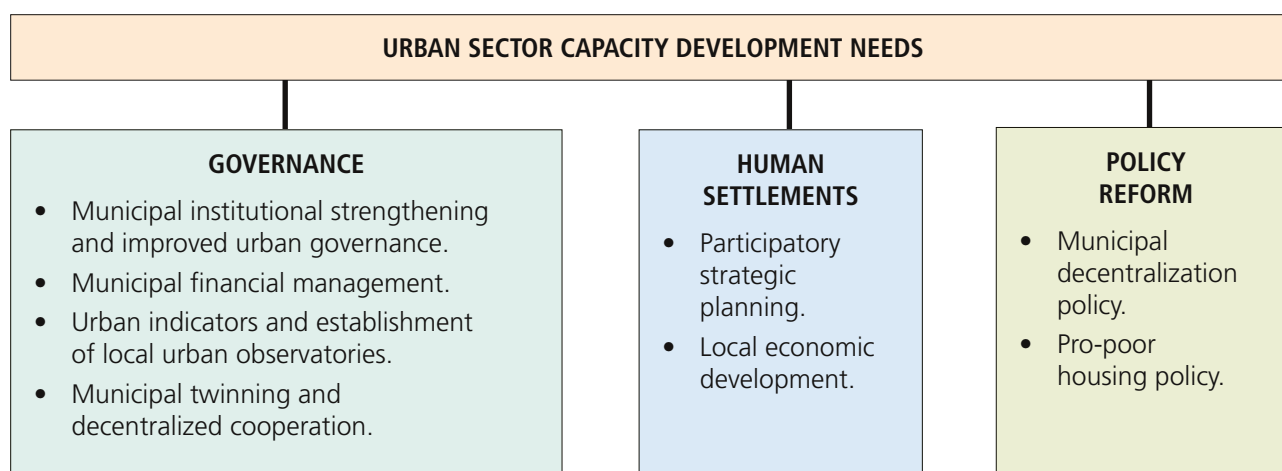 URBAN SECTOR CAPACITY DEVELOPMENT NEEDS
GOVERNANCE
• Municipal institutional strengthening
and improved urban governance.
• Municipal financial management.
• Urban indicators and establishment
of local urban observatories.
• Municipal twinning and
decentralized cooperation.
HUMAN
SETTLEMENTS
• Participatory
strategic
planning.
• Local economic
development.
POLICY
REFORM
• Municipal
decentralization
policy.
• Pro-poor
housing policy.